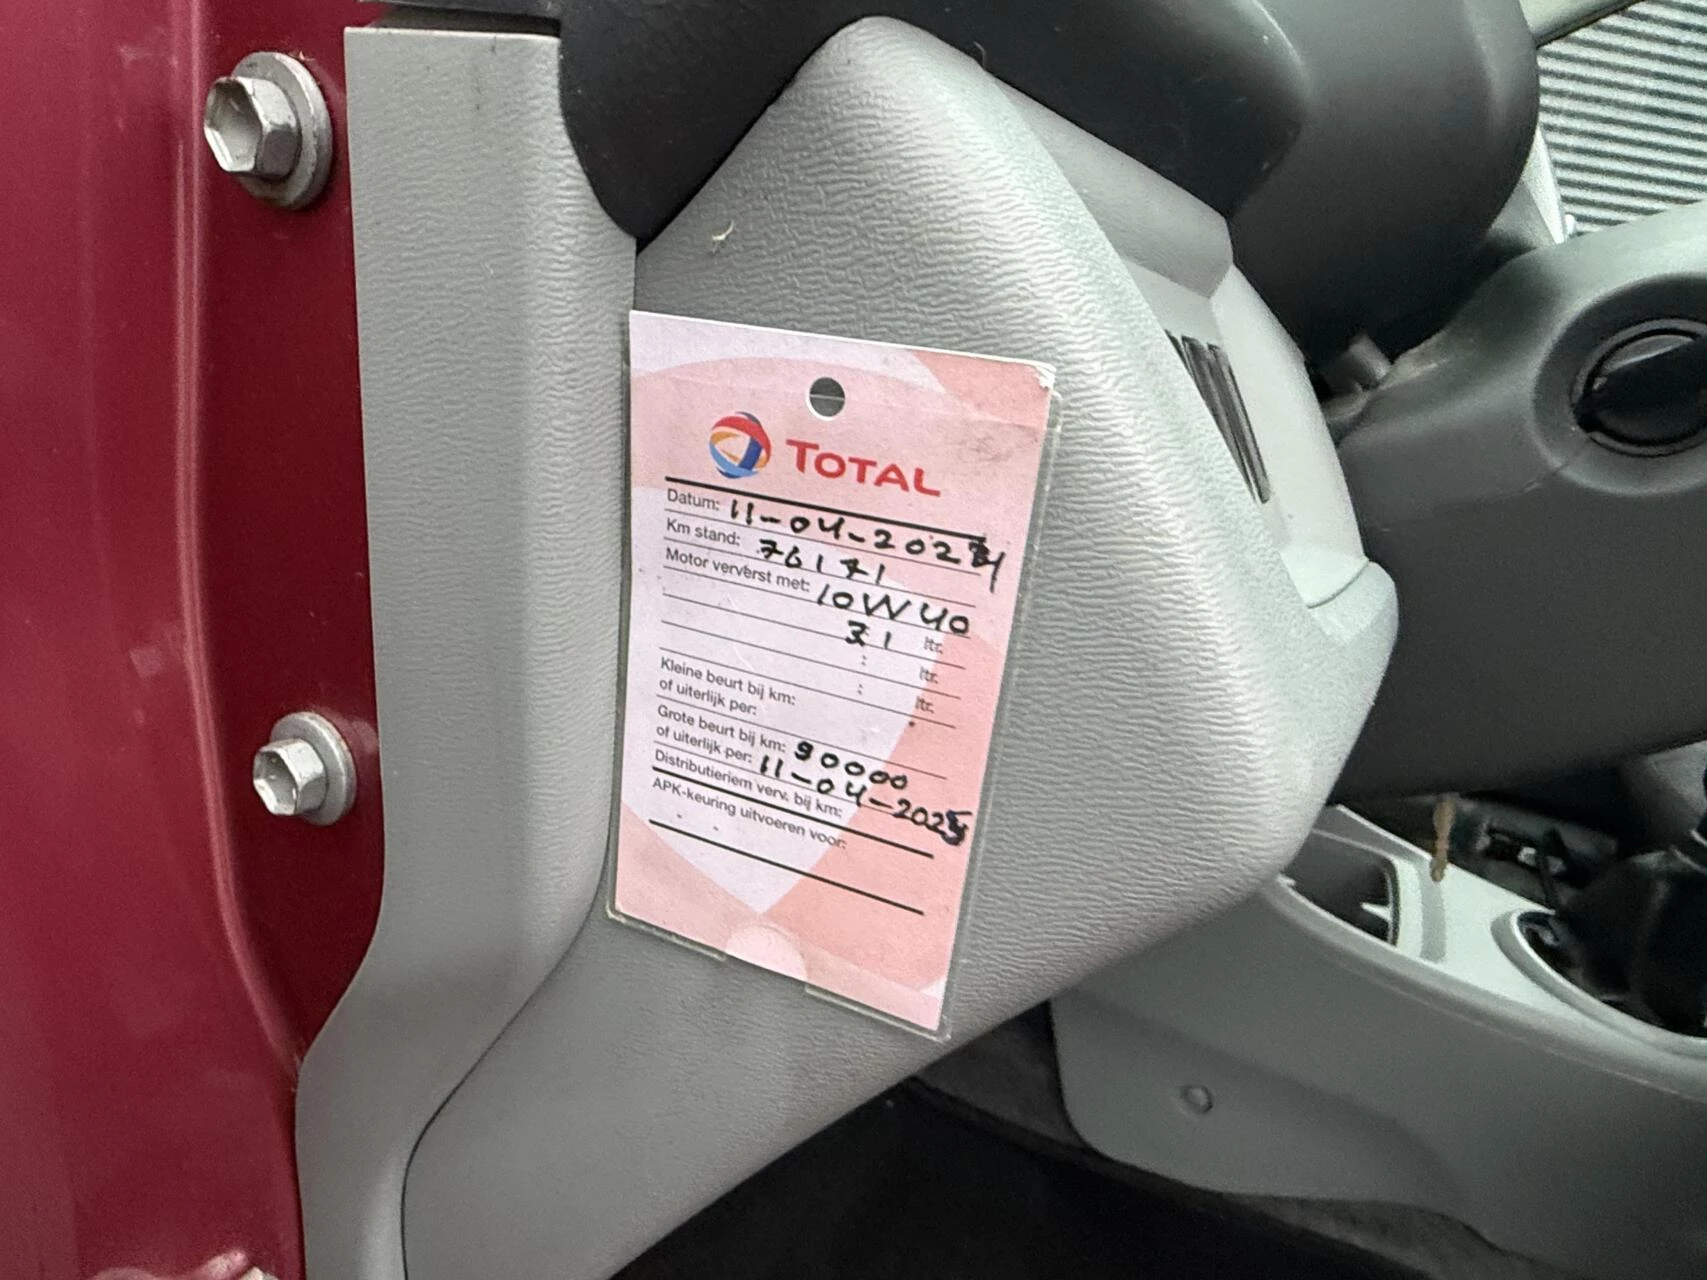 TOTAL
Datum: 11-04-2024
Km stand: 76171
Motor ververst met: 10W40
31 ltr.
: ltr.
: ltr.
Kleine beurt bij km:
of uiterlijk per:
Grote beurt bij km: 90000
of uiterlijk per: 11-04-2025
Distributieriem verv. bij km:
APK-keuring uitvoeren voor: